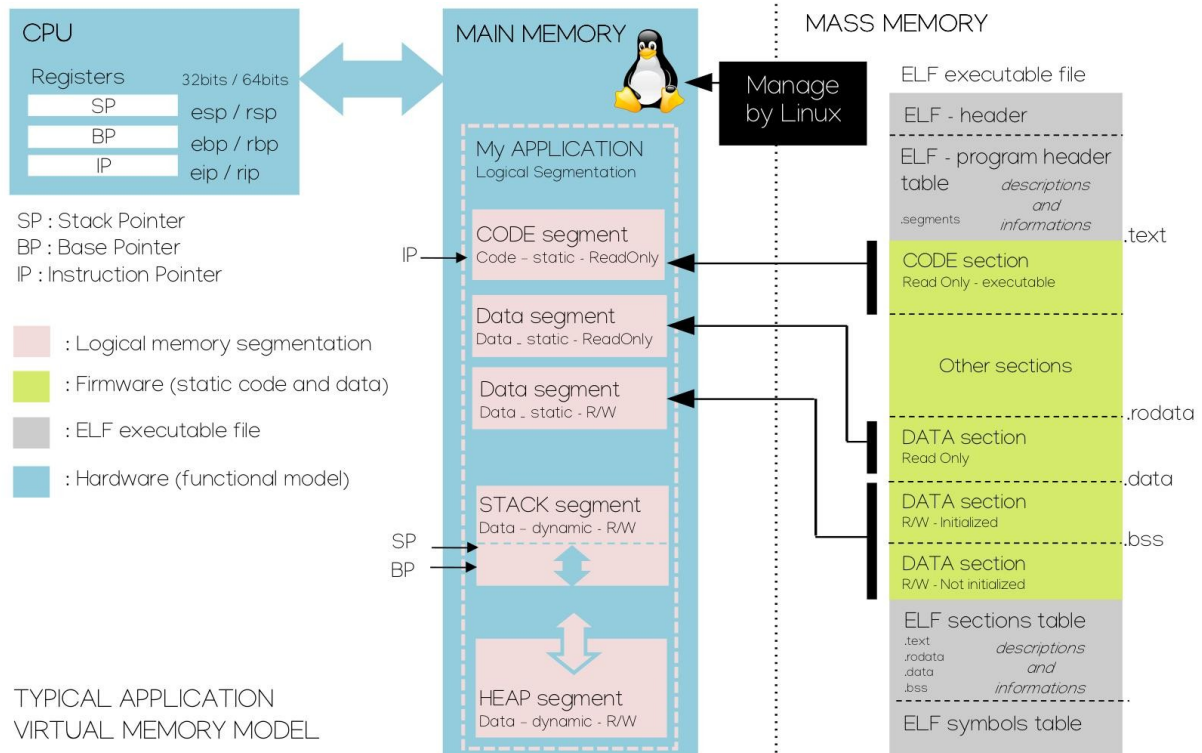 CPU
Registers 32bits / 64bits
SP esp / rsp
BP ebp / rbp
IP eip / rip
SP : Stack Pointer
BP : Base Pointer
IP : Instruction Pointer
: Logical memory segmentation
: Firmware (static code and data)
: ELF executable file
: Hardware (functional model)
TYPICAL APPLICATION
VIRTUAL MEMORY MODEL
MAIN MEMORY
My APPLICATION
Logical Segmentation
IP
CODE segment
Code - static - ReadOnly
Data segment
Data _ static - ReadOnly
Data segment
Data _ static - R/W
STACK segment
Data - dynamic - R/W
SP
BP
HEAP segment
Data - dynamic - R/W
Manage
by Linux
MASS MEMORY
ELF executable file
ELF - header
ELF - program header
table
descriptions
and
informations
.segments
.text
CODE section
Read Only - executable
Other sections
.rodata
DATA section
Read Only
.data
DATA section
R/W - Initialized
.bss
DATA section
R/W - Not initialized
ELF sections table
.text
.rodata
.data
.bss
descriptions
and
informations
ELF symbols table